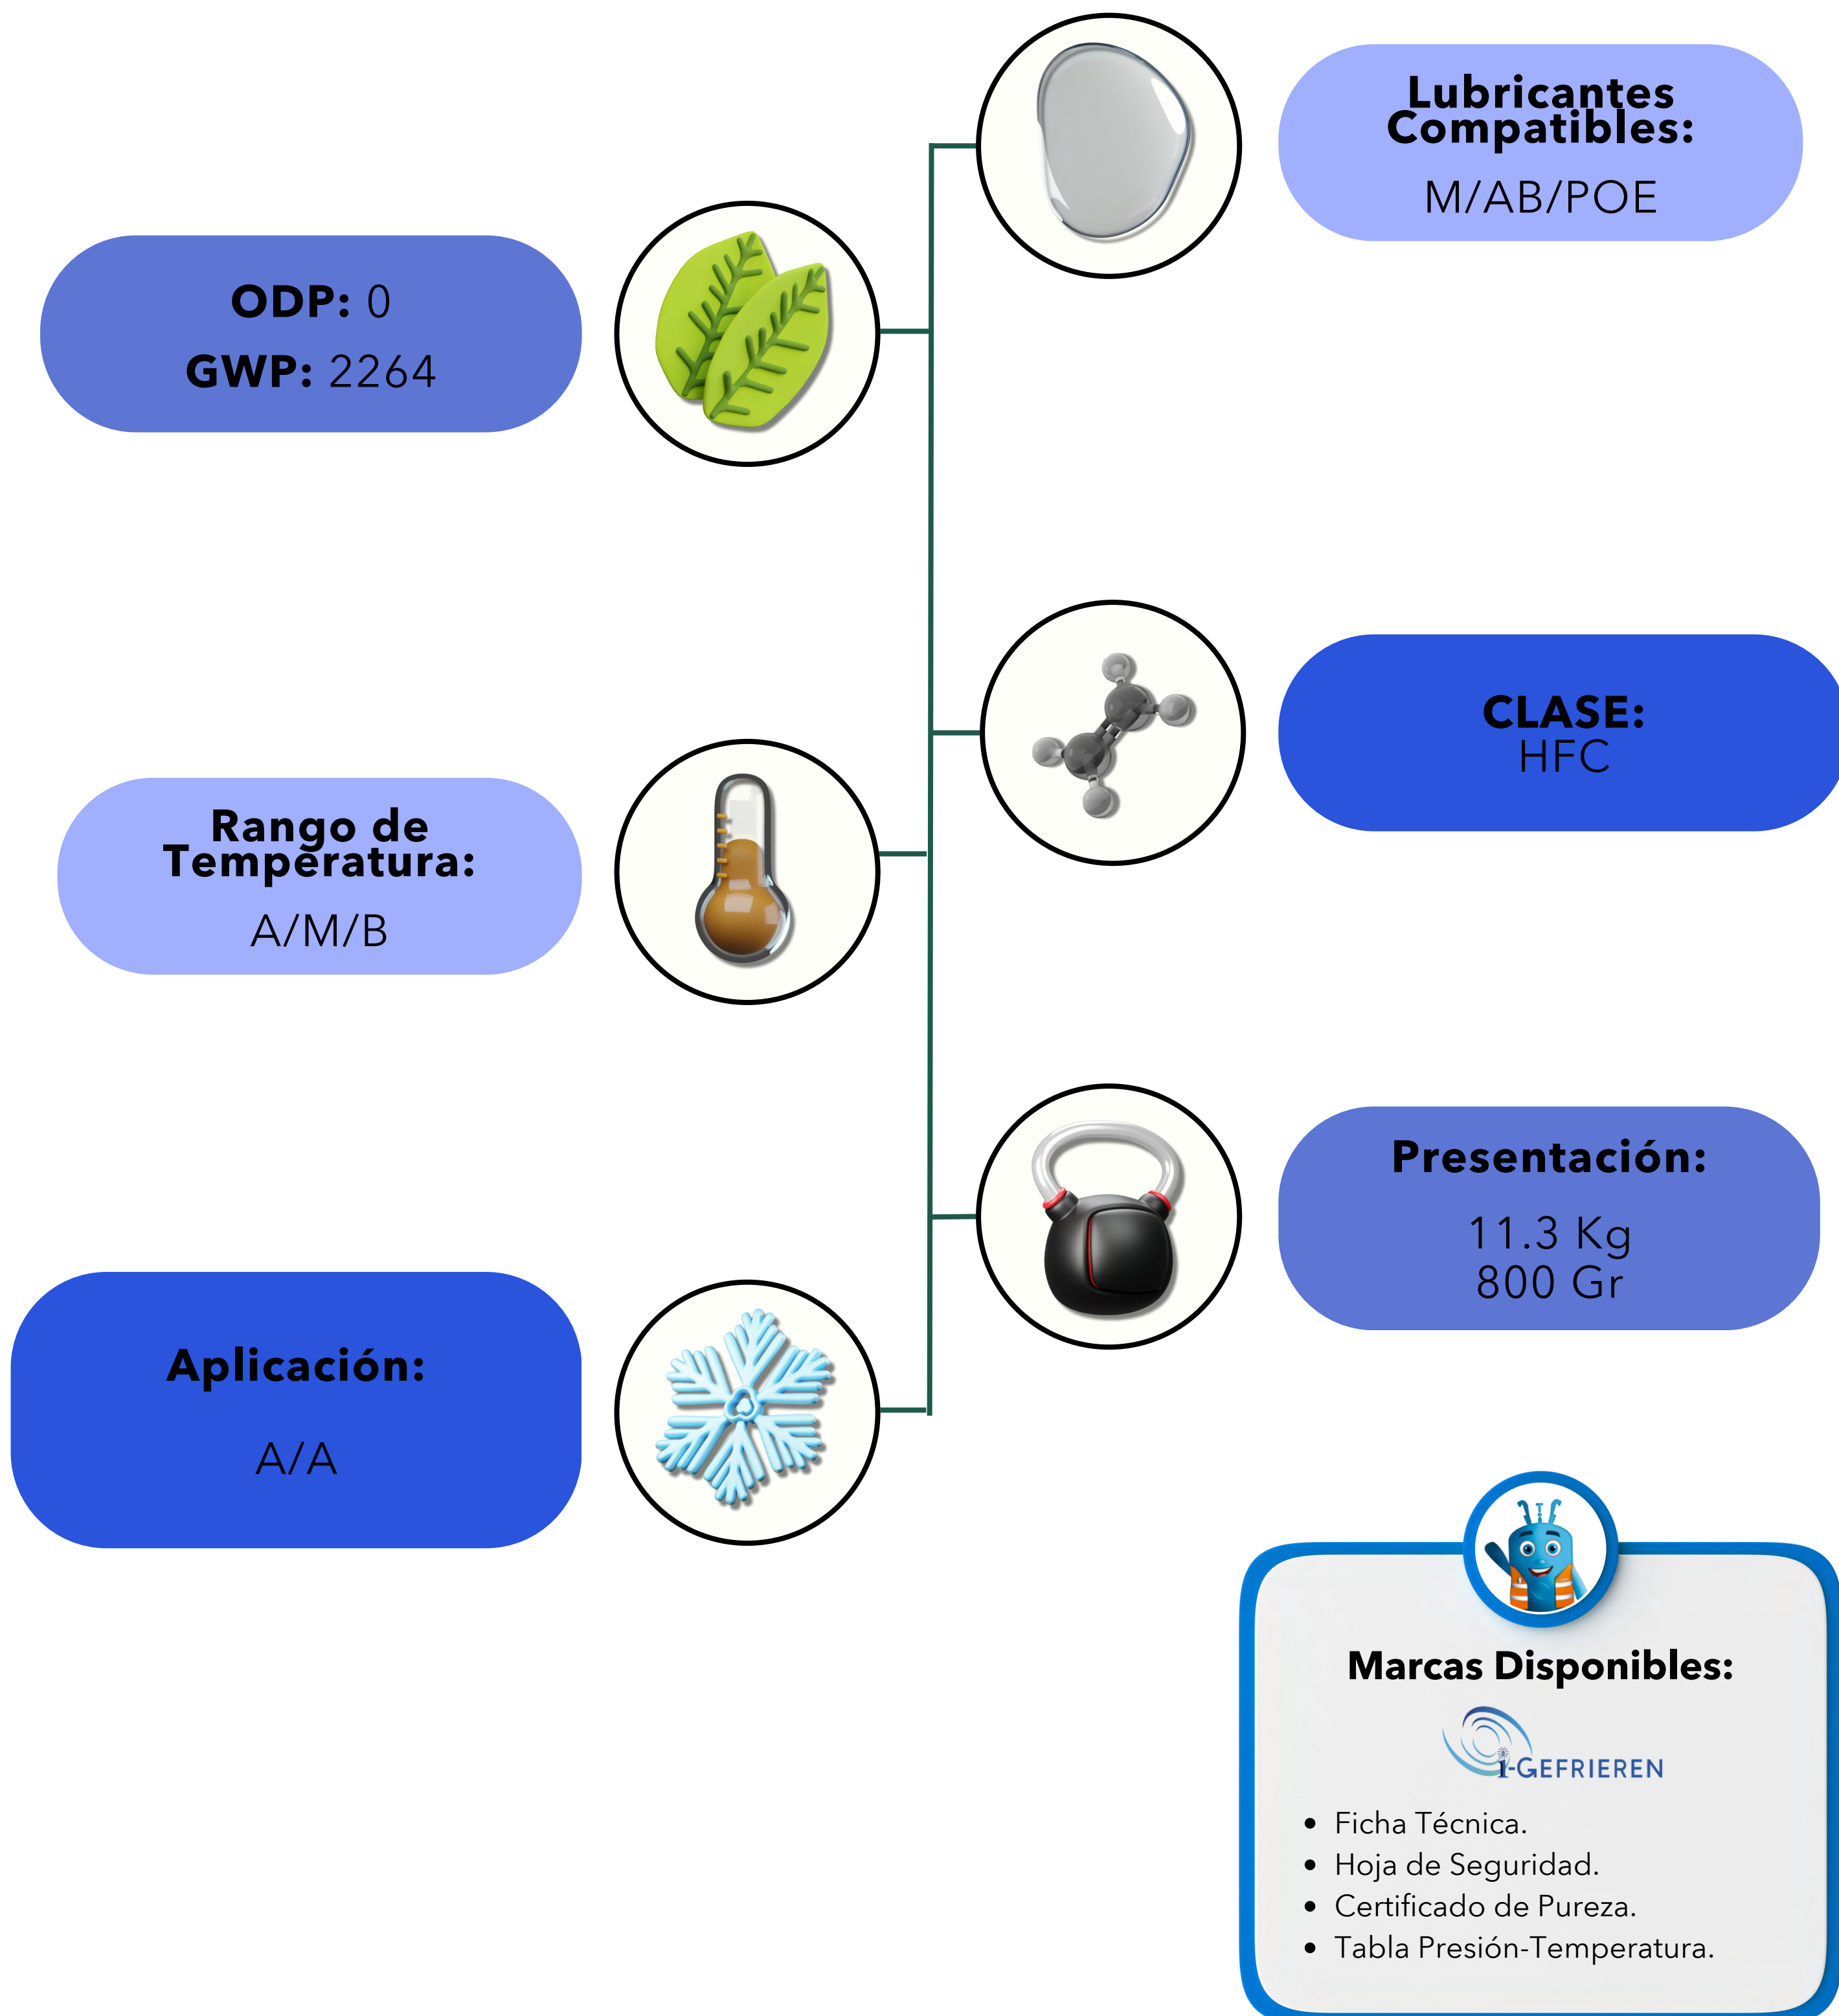 Lubricantes
Compatibles:
M/AB/POE
ODP: 0
GWP: 2264
CLASE:
HFC
Rango de
Temperatura:
A/M/B
Presentación:
11.3 Kg
800 Gr
Aplicación:
A/A
Marcas Disponibles:
i-GEFRIEREN
• Ficha Técnica.
• Hoja de Seguridad.
• Certificado de Pureza.
• Tabla Presión-Temperatura.